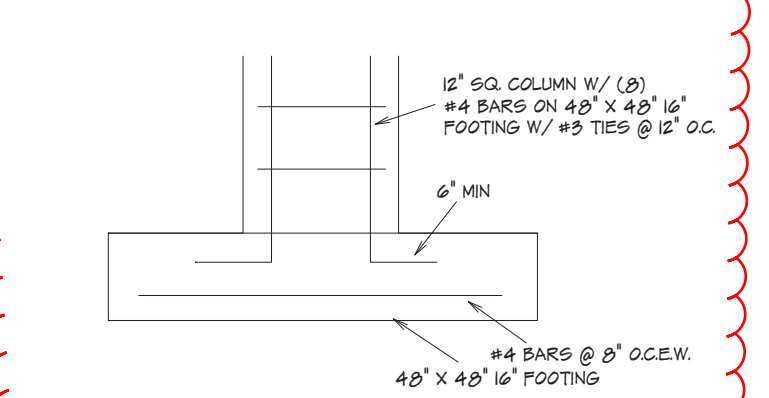 12" SQ. COLUMN W/ (8)
#4 BARS ON 48" X 48" 16"
FOOTING W/ #3 TIES @ 12" O.C.
6" MIN
#4 BARS @ 8" O.C.E.W.
48" X 48" 16" FOOTING